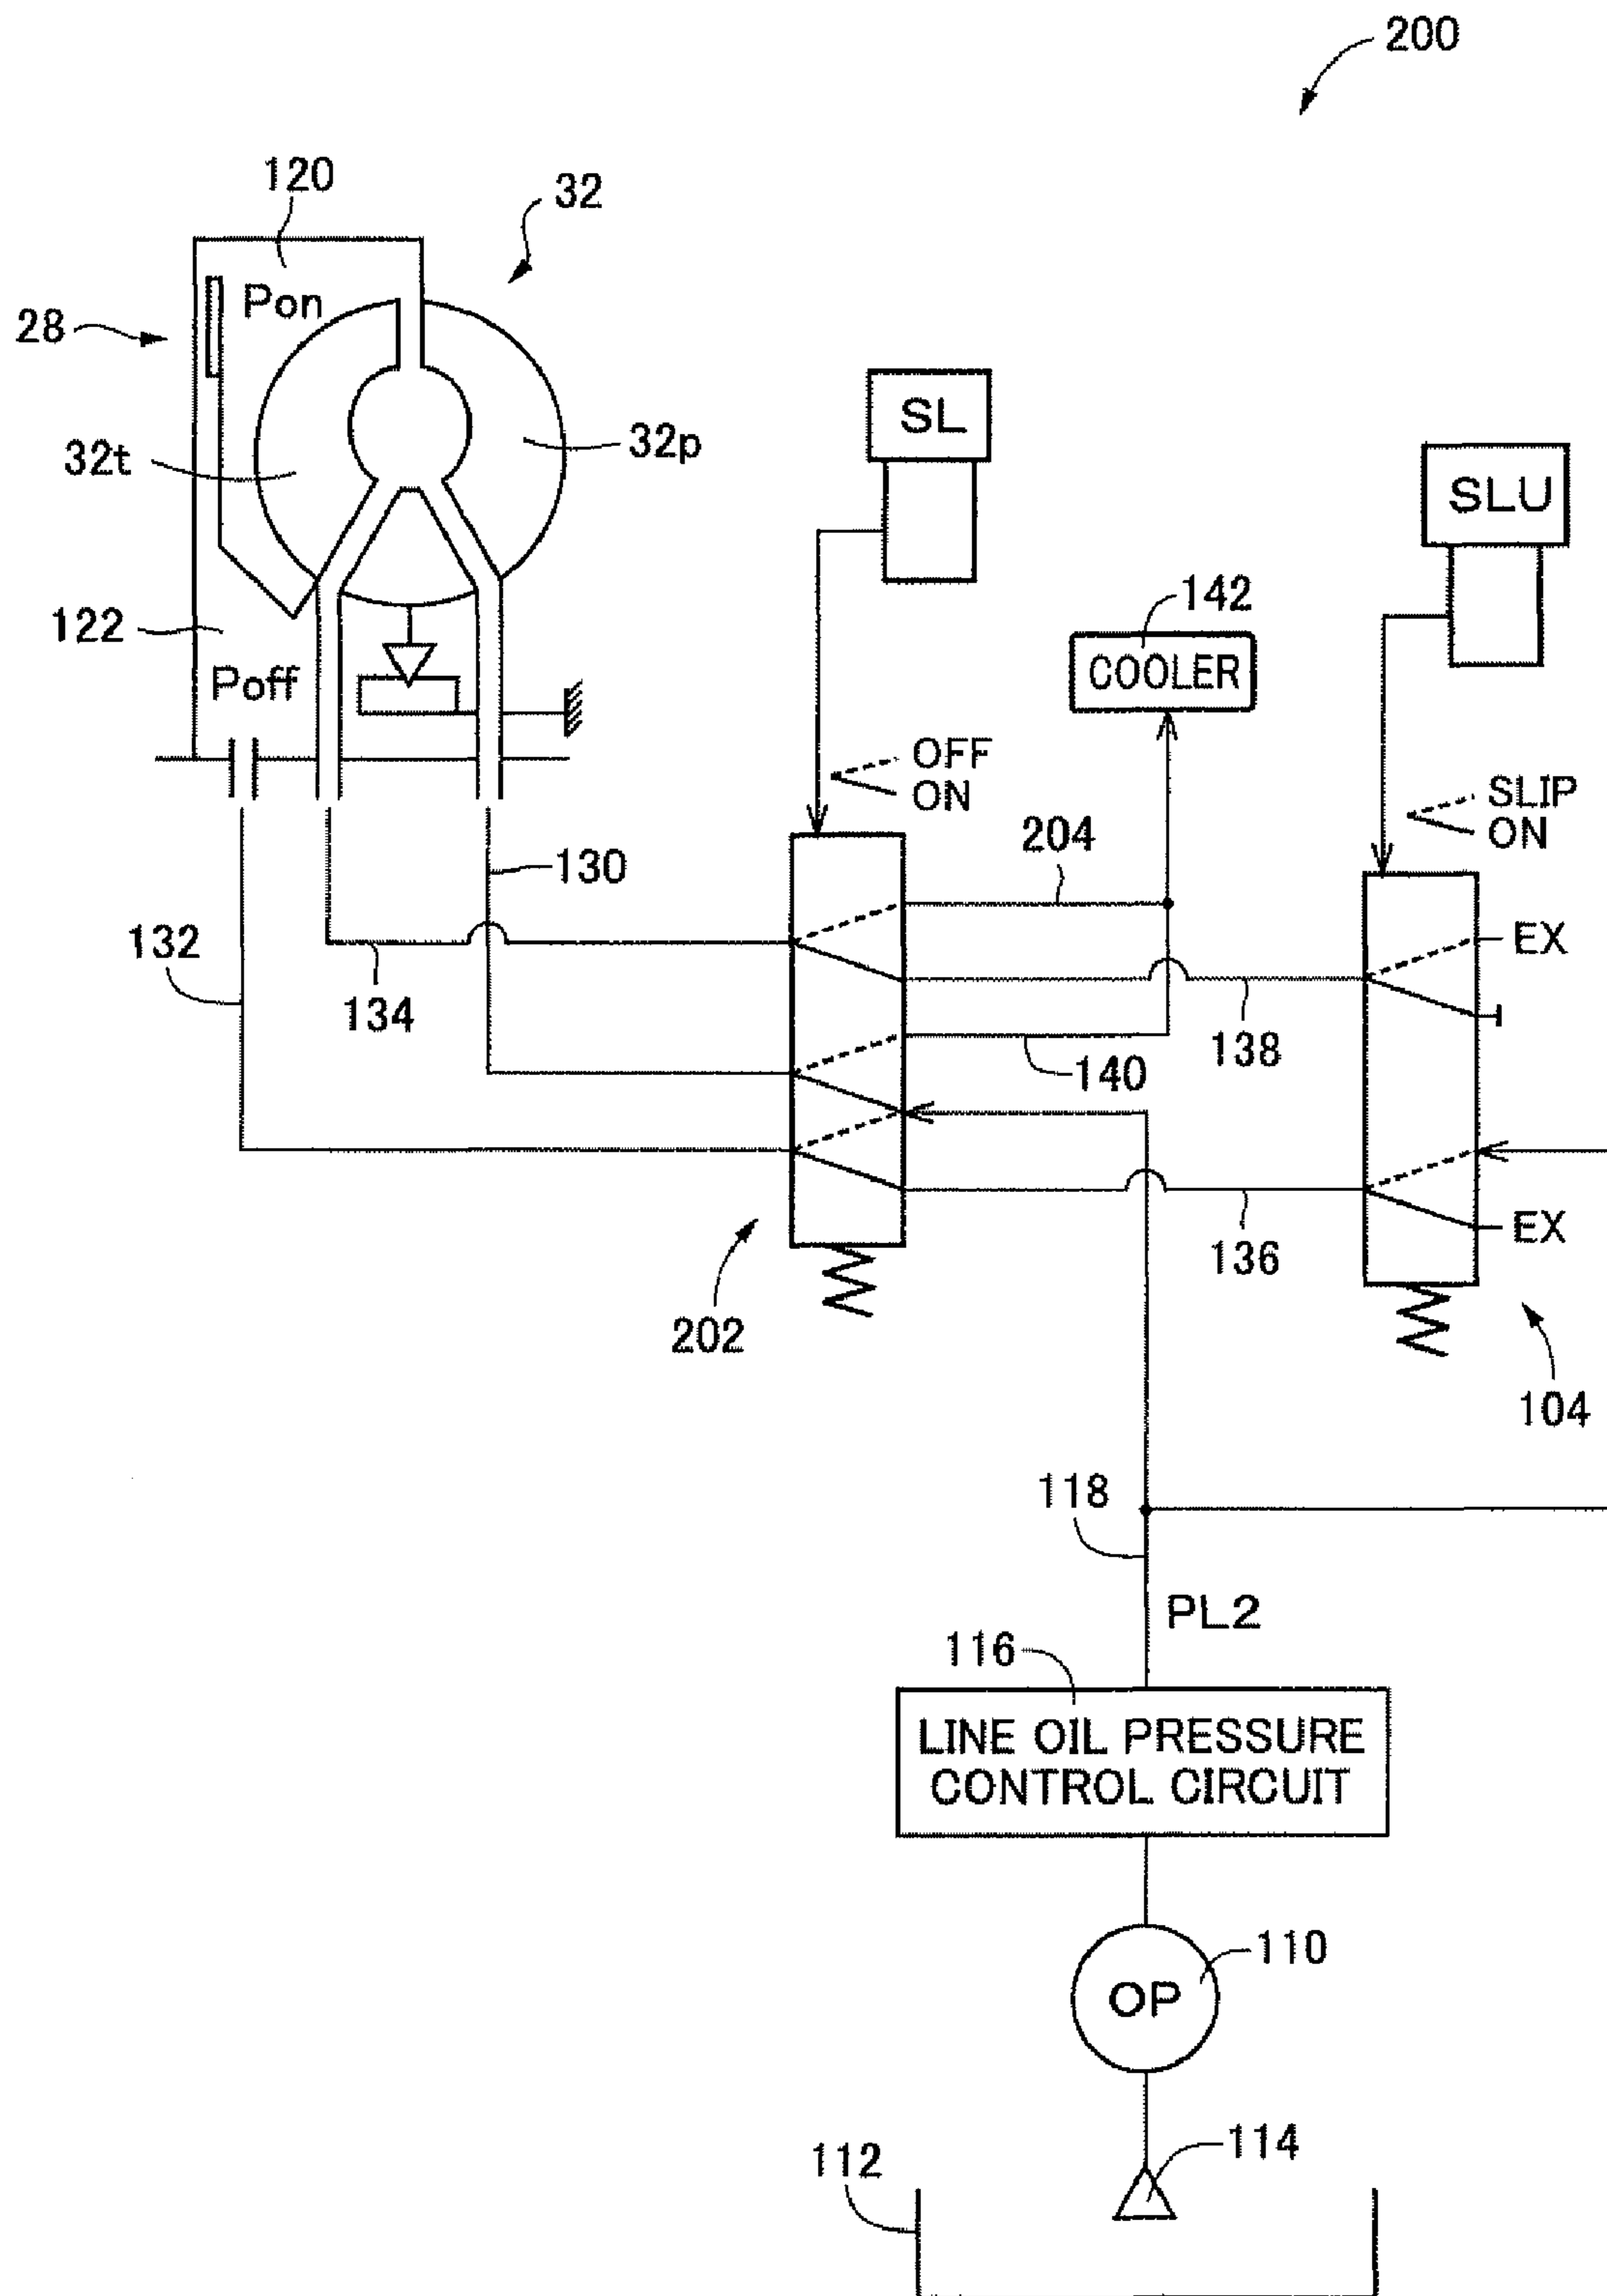 200
120
32
Pon
28
SL
32t
32p
SLU
142
122
COOLER
Poff
OFF
ON
SLIP
ON
204
130
132
EX
134
138
140
EX
136
202
104
118
PL2
116
LINE OIL PRESSURE
CONTROL CIRCUIT
110
OP
114
112